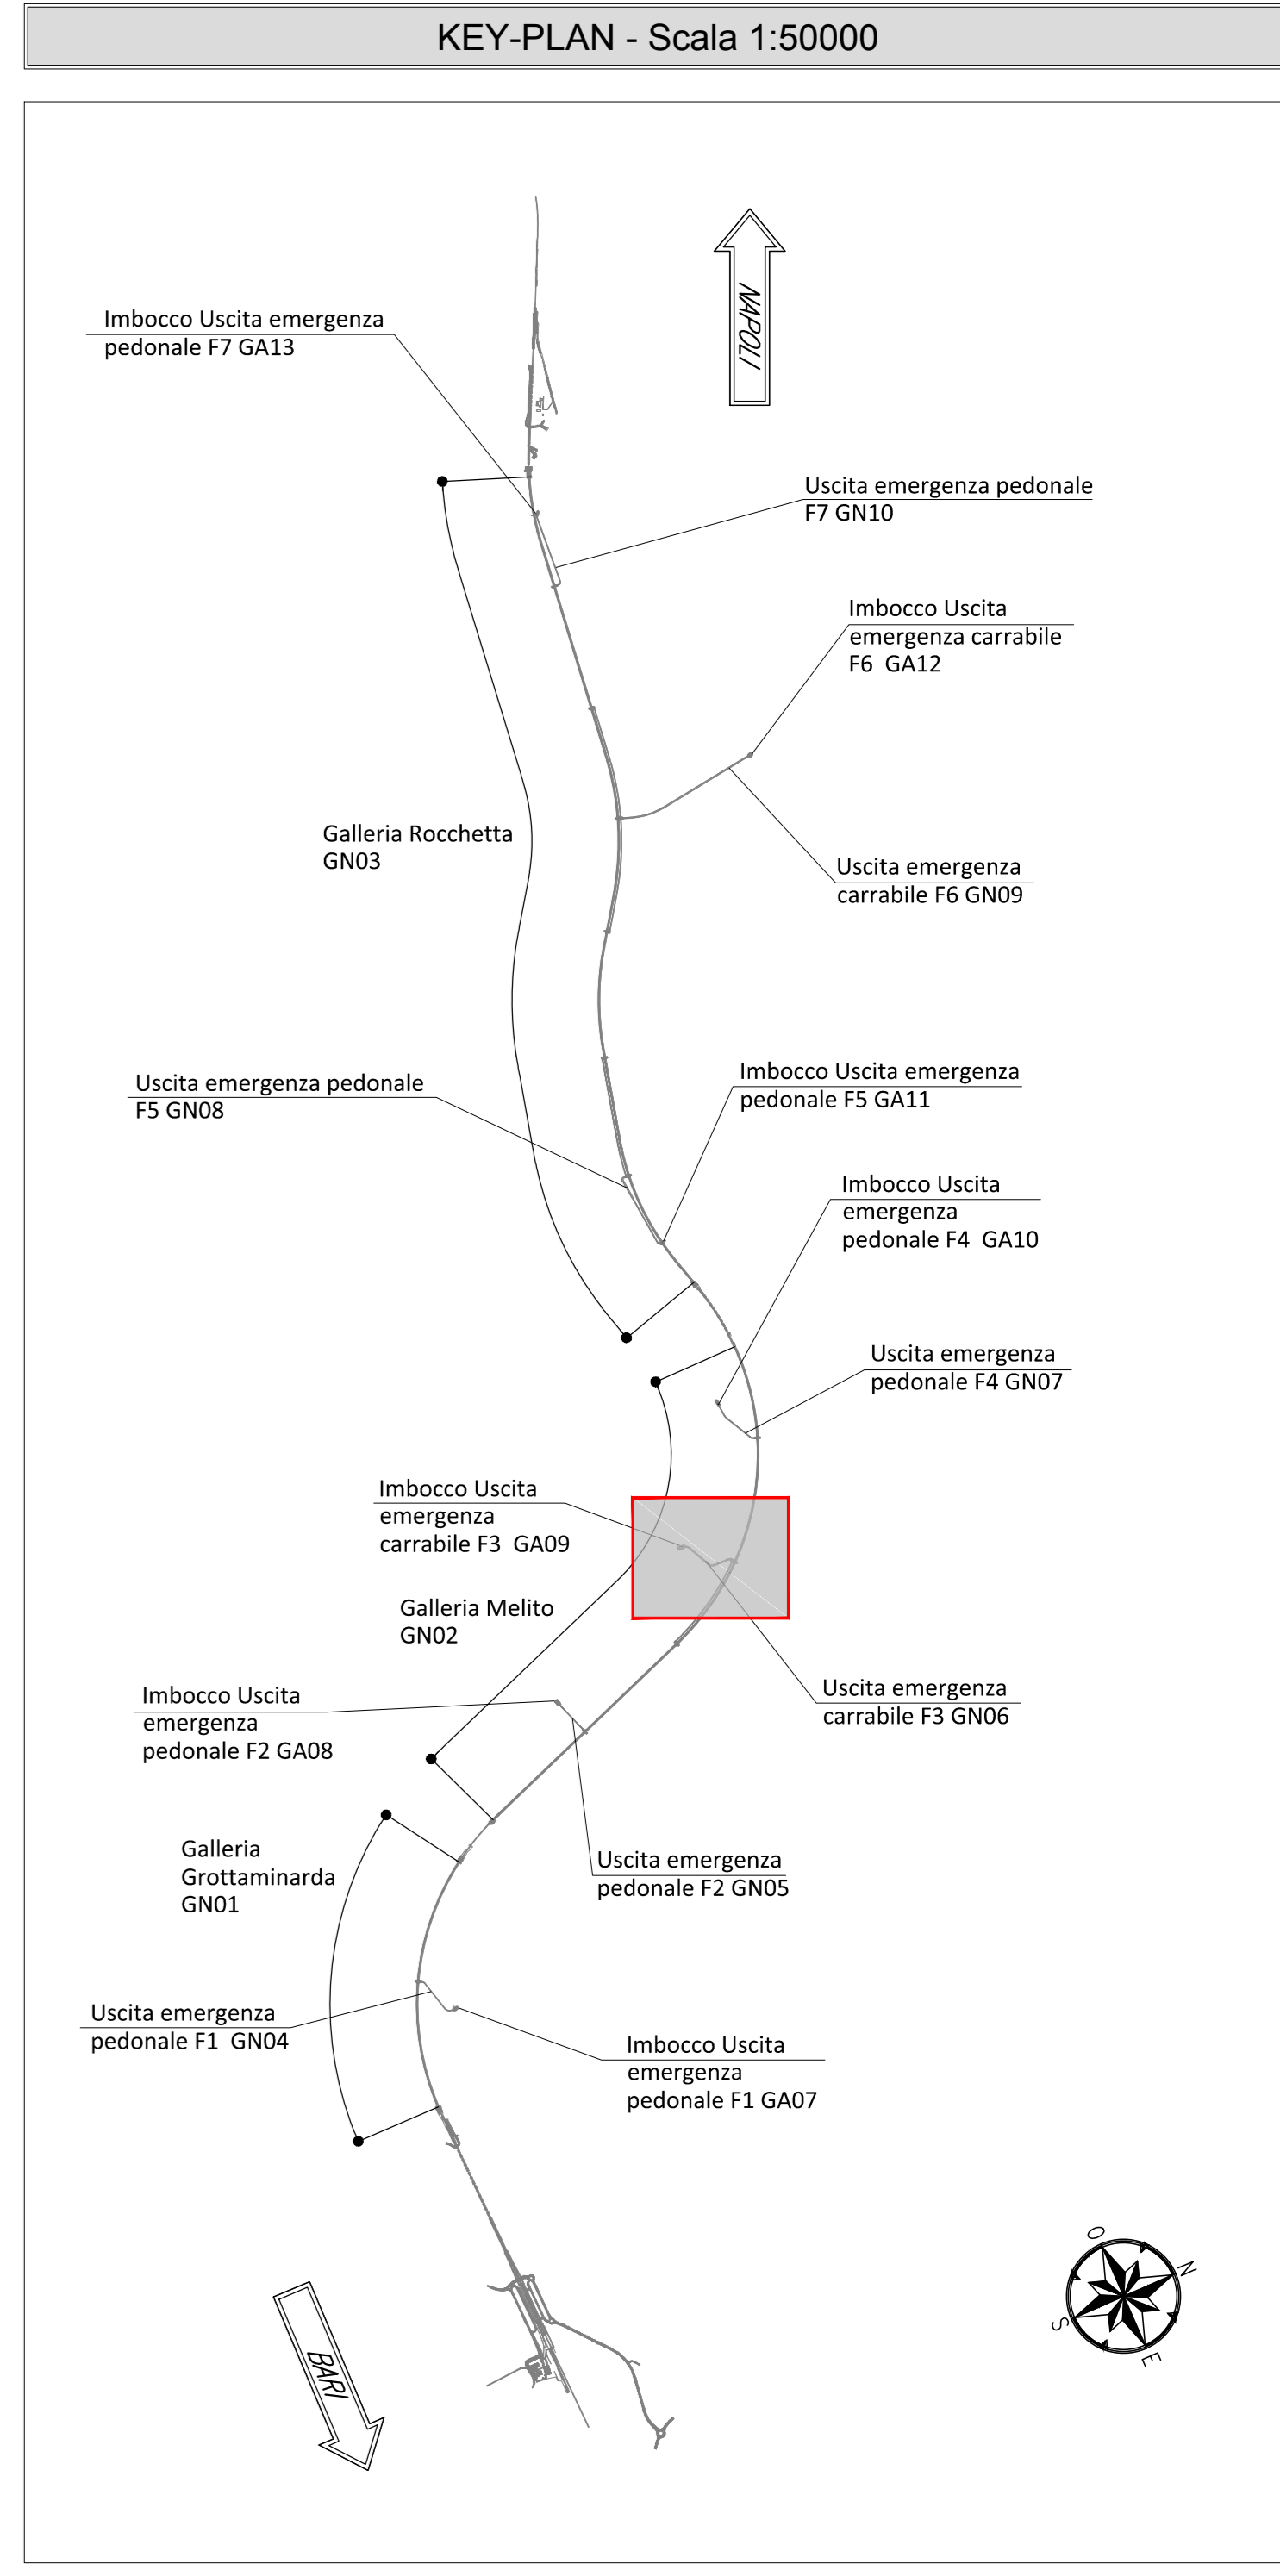 KEY-PLAN - Scala 1:50000
NAPOLI
Imbocco Uscita emergenza
pedonale F7 GA13
Uscita emergenza pedonale
F7 GN10
Imbocco Uscita
emergenza carrabile
F6 GA12
Galleria Rocchetta
GN03
Uscita emergenza
carrabile F6 GN09
Imbocco Uscita emergenza
pedonale F5 GA11
Uscita emergenza pedonale
F5 GN08
Imbocco Uscita
emergenza
pedonale F4 GA10
Uscita emergenza
pedonale F4 GN07
Imbocco Uscita
emergenza
carrabile F3 GA09
Galleria Melito
GN02
Uscita emergenza
carrabile F3 GN06
Imbocco Uscita
emergenza
pedonale F2 GA08
Galleria
Grottaminarda
GN01
Uscita emergenza
pedonale F2 GN05
Uscita emergenza
pedonale F1 GN04
Imbocco Uscita
emergenza
pedonale F1 GA07
O
N
S
E
BARI